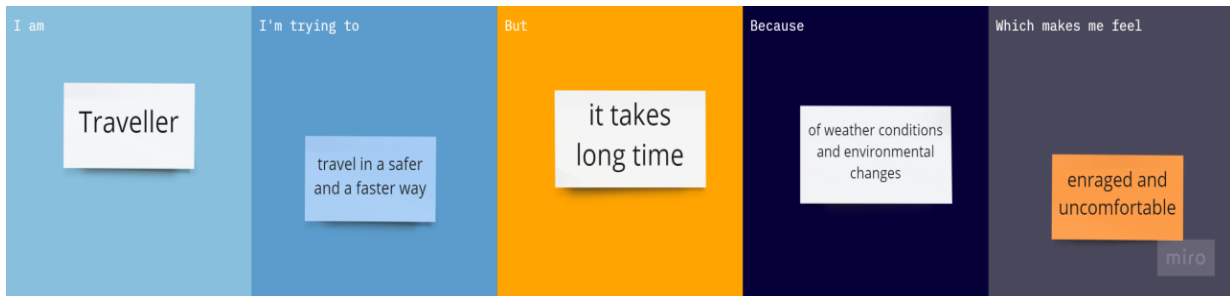 I am
Traveller
I'm trying to
travel in a safer
and a faster way
But
it takes
long time
Because
of weather conditions
and environmental
changes
Which makes me feel
enraged and
uncomfortable
miro